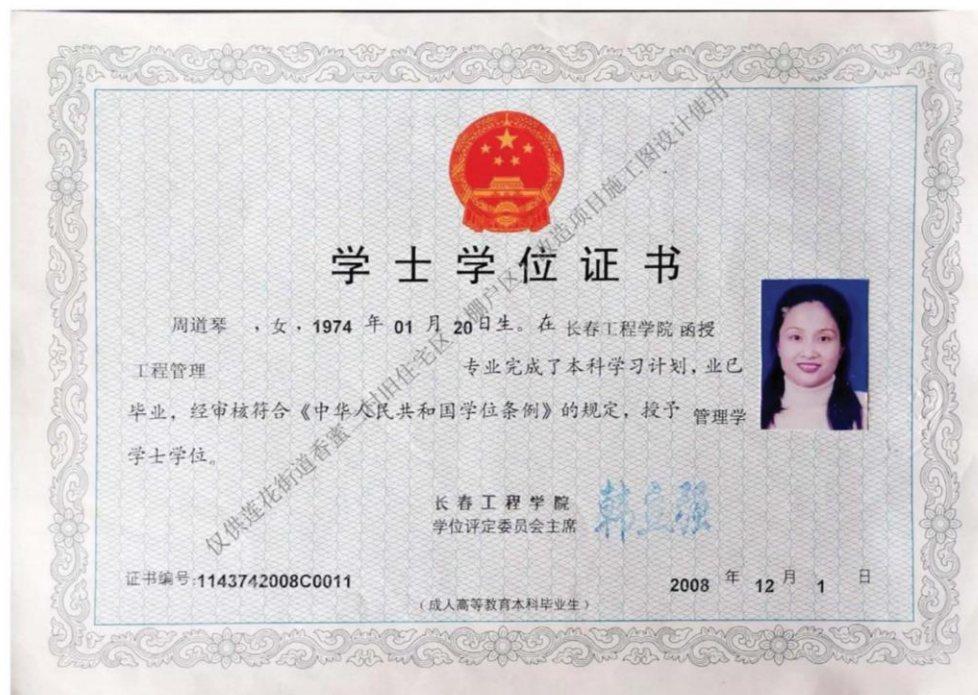 学士学位证书
周道琴 ，女，1974 年 01 月 20 日生。在 长春工程学院 函授
工程管理 专业完成了本科学习计划，业已
毕业，经审核符合《中华人民共和国学位条例》的规定，授予 管理学
学士学位。
长春工程学院
学位评定委员会主席 韩立强
证书编号:1143742008C0011
2008 年 12 月 1 日
（成人高等教育本科毕业生）
仅供莲花街道香蜜二村旧住宅区 棚户区 改造项目施工图设计使用